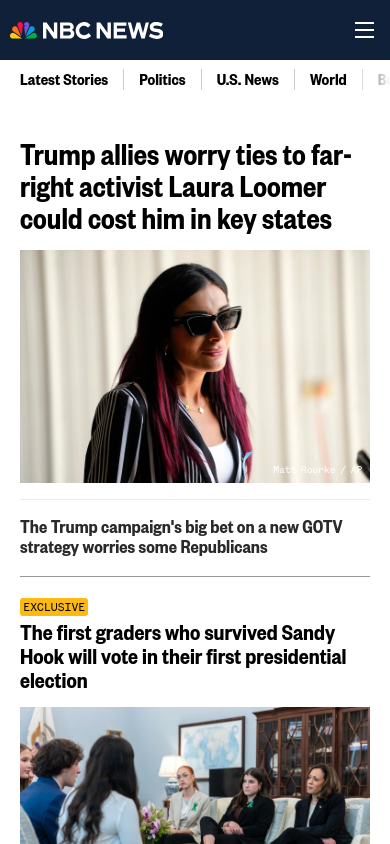 NBC NEWS
Latest Stories
Politics
U.S. News
World
Trump allies worry ties to far-
right activist Laura Loomer
could cost him in key states
Matt Rourke / AP
The Trump campaign's big bet on a new GOTV
strategy worries some Republicans
EXCLUSIVE
The first graders who survived Sandy
Hook will vote in their first presidential
election